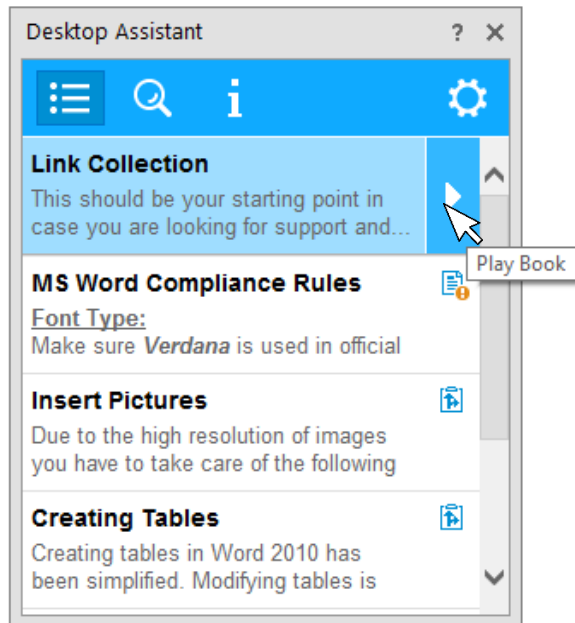 Desktop Assistant ?
i
Link Collection
This should be your starting point in
case you are looking for support and...
Play Book
MS Word Compliance Rules
Font Type:
Make sure Verdana is used in official
Insert Pictures
Due to the high resolution of images
you have to take care of the following
Creating Tables
Creating tables in Word 2010 has
been simplified. Modifying tables is